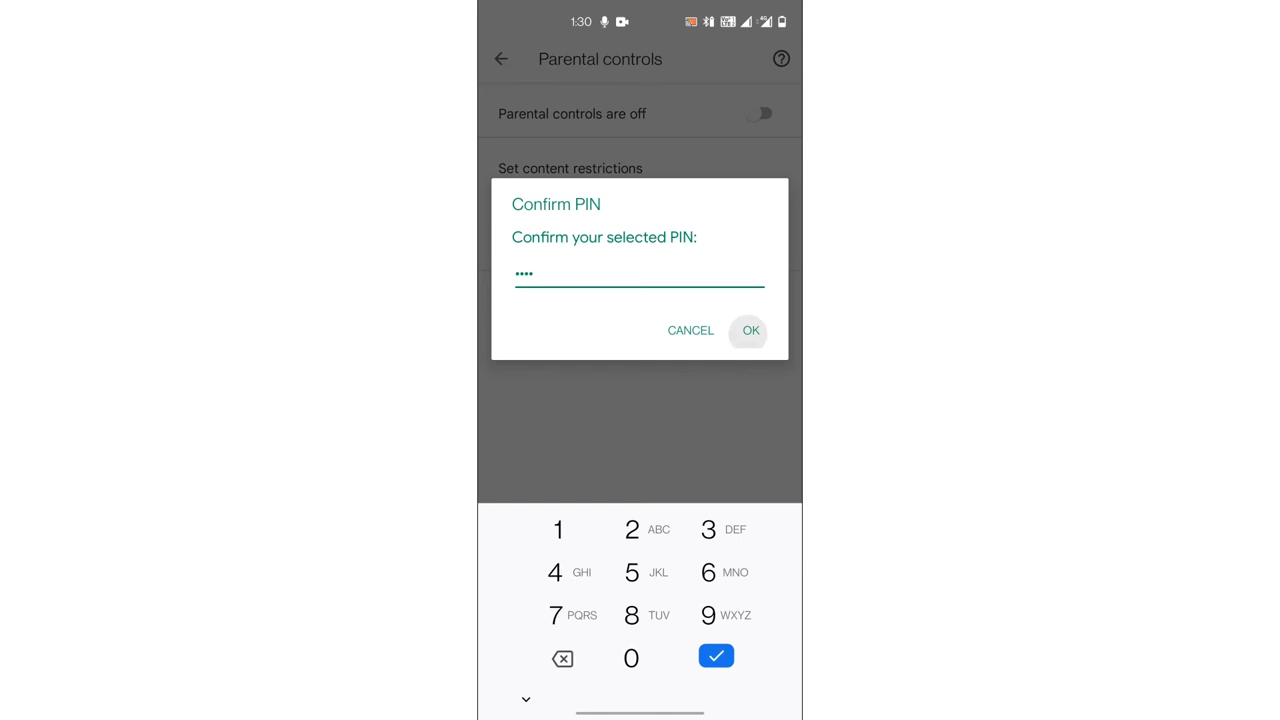 1:30
Parental controls
Parental controls are off
Set content restrictions
Confirm PIN
Confirm your selected PIN:
••••
CANCEL OK
1 2 ABC 3 DEF
4 GHI 5 JKL 6 MNO
7 PQRS 8 TUV 9 WXYZ
0